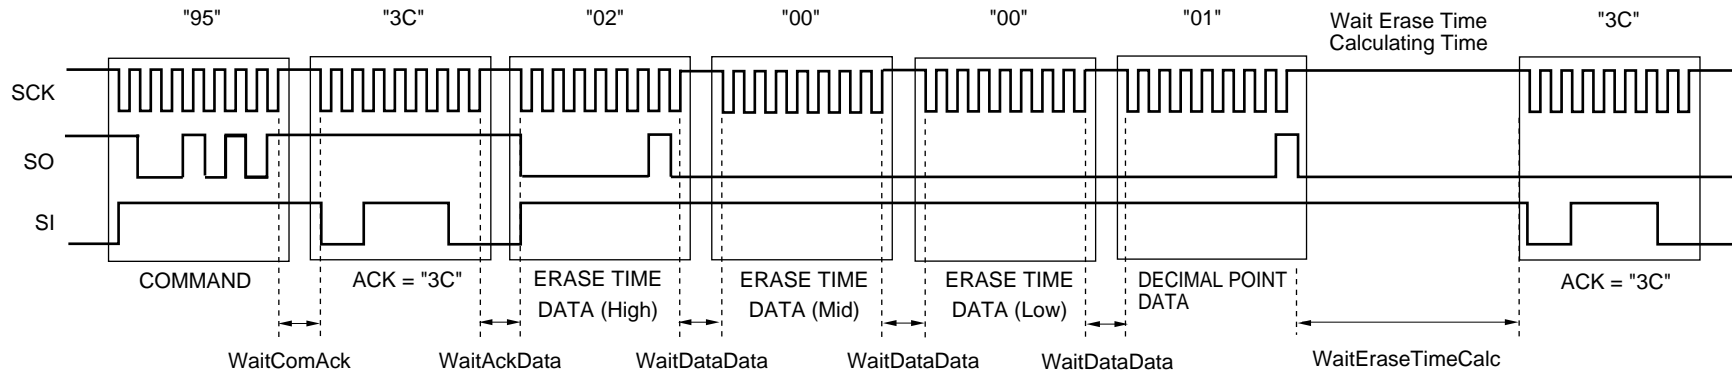 "95" "3C" "02" "00" "00" "01" Wait Erase Time "3C"
Calculating Time
SCK
SO
SI
COMMAND ACK = "3C" ERASE TIME ERASE TIME ERASE TIME DECIMAL POINT ACK = "3C"
DATA (High) DATA (Mid) DATA (Low) DATA
WaitComAck WaitAckData WaitDataData WaitDataData WaitDataData WaitEraseTimeCalc